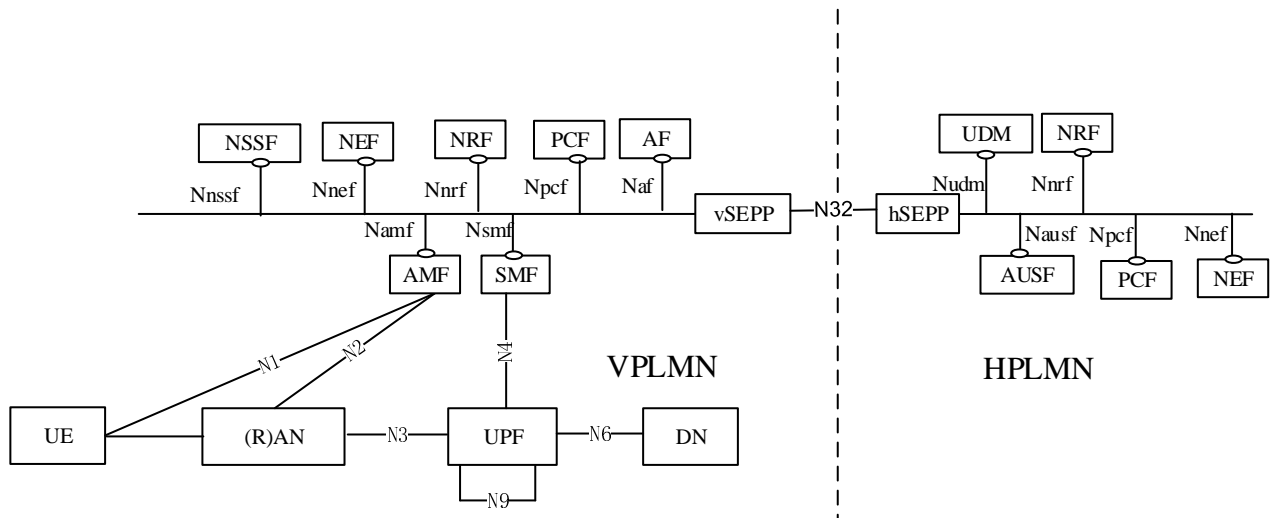 NSSF
NEF
NRF
PCF
AF
UDM
NRF
Nnssf
Nnef
Nnrf
Npcf
Naf
Nudm
Nnrf
vSEPP
N32
hSEPP
Namf
Nsmf
Nausf
Npcf
Nnef
AMF
SMF
AUSF
PCF
NEF
N1
N2
N4
VPLMN
HPLMN
UE
(R)AN
N3
UPF
N6
DN
N9